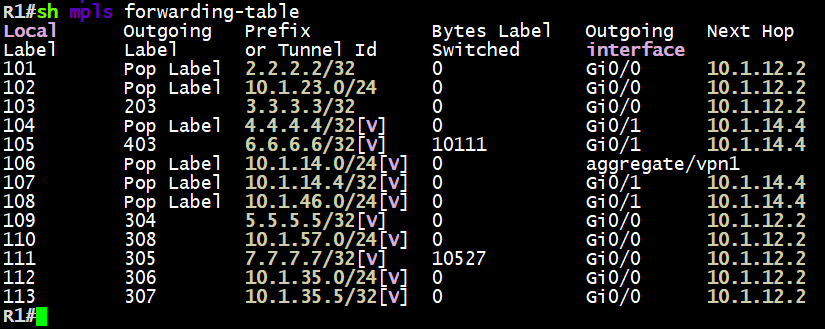 R1#sh mpls forwarding-table
Local      Outgoing   Prefix           Bytes Label   Outgoing   Next Hop
Label      Label      or Tunnel Id     Switched      interface
101        Pop Label  2.2.2.2/32       0             Gi0/0      10.1.12.2
102        Pop Label  10.1.23.0/24     0             Gi0/0      10.1.12.2
103        203        3.3.3.3/32       0             Gi0/0      10.1.12.2
104        Pop Label  4.4.4.4/32[V]    0             Gi0/1      10.1.14.4
105        403        6.6.6.6/32[V]    10111         Gi0/1      10.1.14.4
106        Pop Label  10.1.14.0/24[V]  0             aggregate/vpn1
107        Pop Label  10.1.14.4/32[V]  0             Gi0/1      10.1.14.4
108        Pop Label  10.1.46.0/24[V]  0             Gi0/1      10.1.14.4
109        304        5.5.5.5/32[V]    0             Gi0/0      10.1.12.2
110        308        10.1.57.0/24[V]  0             Gi0/0      10.1.12.2
111        305        7.7.7.7/32[V]    10527         Gi0/0      10.1.12.2
112        306        10.1.35.0/24[V]  0             Gi0/0      10.1.12.2
113        307        10.1.35.5/32[V]  0             Gi0/0      10.1.12.2
R1#